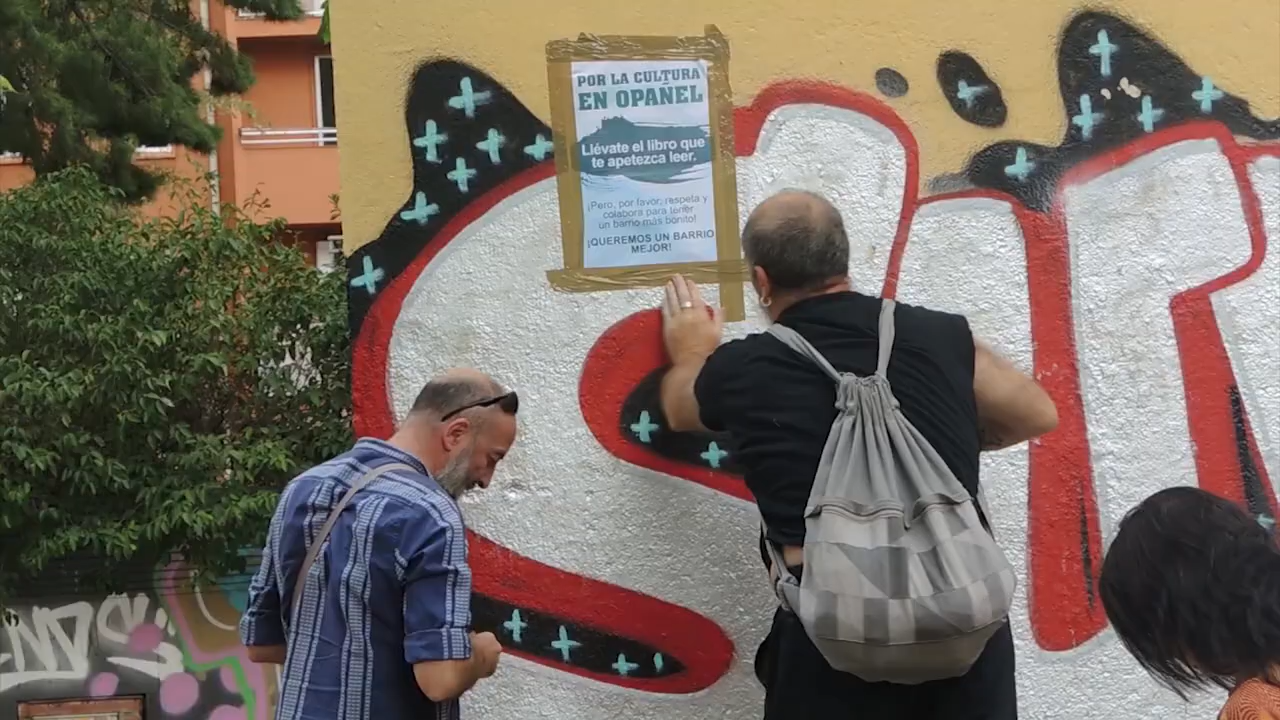 POR LA CULTURA
EN OPAÑEL
Llévate el libro que
te apetezca leer.
¡Pero, por favor, respeta y
colabora para tener
un barrio más bonito!
¡QUEREMOS UN BARRIO
MEJOR!